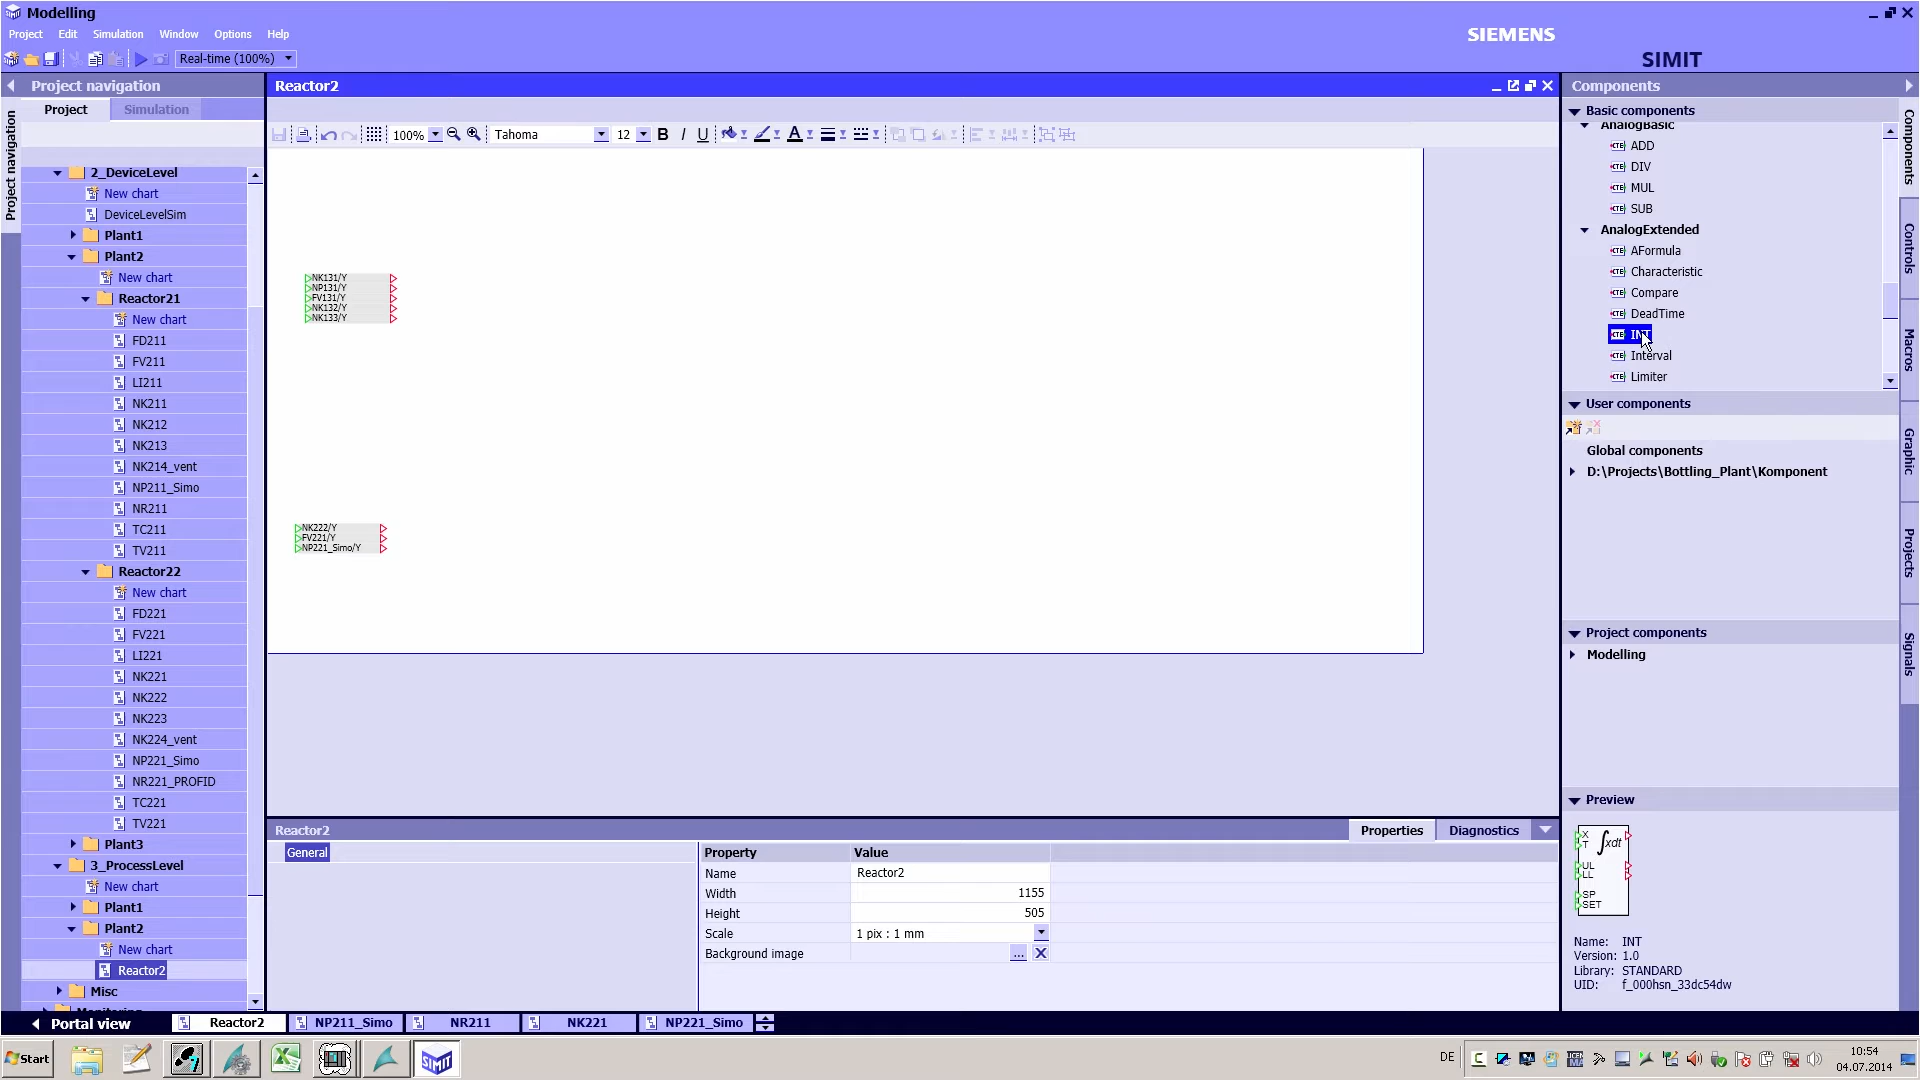 Modelling
Project Edit Simulation Window Options Help
SIEMENS
Real-time (100%)
SIMIT
Project navigation
Project Simulation
Project navigation
2_DeviceLevel
New chart
DeviceLevelSim
Plant1
Plant2
New chart
Reactor21
New chart
FD211
FV211
LI211
NK211
NK212
NK213
NK214_vent
NP211_Simo
NR211
TC211
TV211
Reactor22
New chart
FD221
FV221
LI221
NK221
NK222
NK223
NK224_vent
NP221_Simo
NR221_PROFID
TC221
TV221
Plant3
3_ProcessLevel
New chart
Plant1
Plant2
New chart
Reactor2
Misc
Monitoring
Reactor2
100% Tahoma 12 B I U A
NK131/Y
NP131/Y
FV131/Y
NK132/Y
NK133/Y
NK222/Y
FV221/Y
NP221_Simo/Y
Reactor2
Properties Diagnostics
General
Property Value
Name Reactor2
Width 1155
Height 505
Scale 1 pix : 1 mm
Background image ... X
Components
Basic components
AnalogBasic
ADD
DIV
MUL
SUB
AnalogExtended
AFormula
Characteristic
Compare
DeadTime
INT
Interval
Limiter
User components
Global components
D:\Projects\Bottling_Plant\Komponent
Project components
Modelling
Preview
X
T
∫xdt
UL
LL
SP
SET
Name: INT
Version: 1.0
Library: STANDARD
UID: f_000hsn_33dc54dw
Components
Controls
Macros
Graphic
Projects
Signals
Portal view Reactor2 NP211_Simo NR211 NK221 NP221_Simo
Start
SIMIT
DE
10:54
04.07.2014